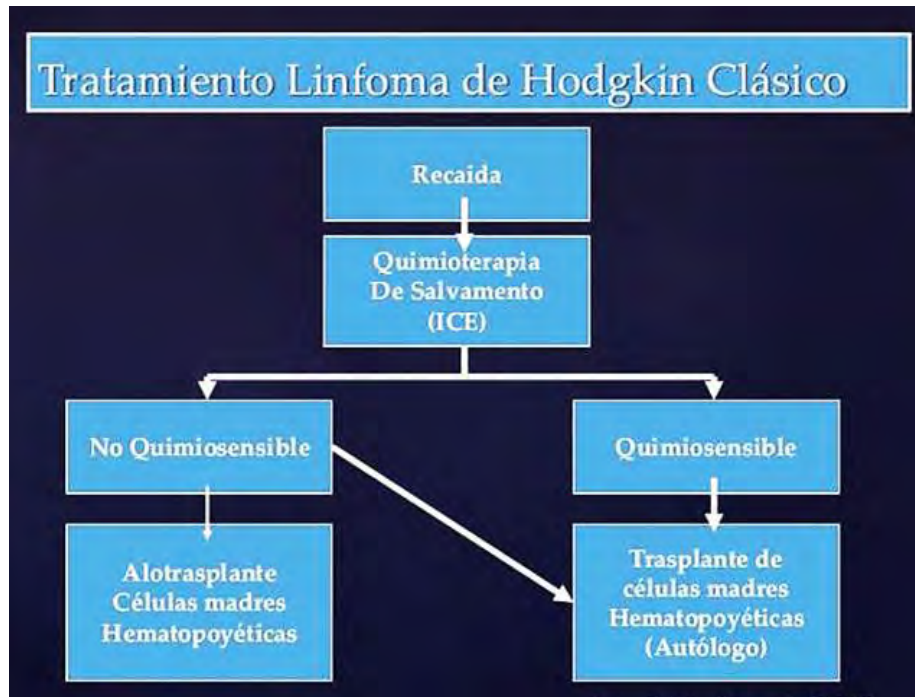 Tratamiento Linfoma de Hodgkin Clásico
Recaida
Quimioterapia
De Salvamento
(ICE)
No Quimiosensible
Quimiosensible
Alotrasplante
Células madres
Hematopoyéticas
Trasplante de
células madres
Hematopoyéticas
(Autólogo)